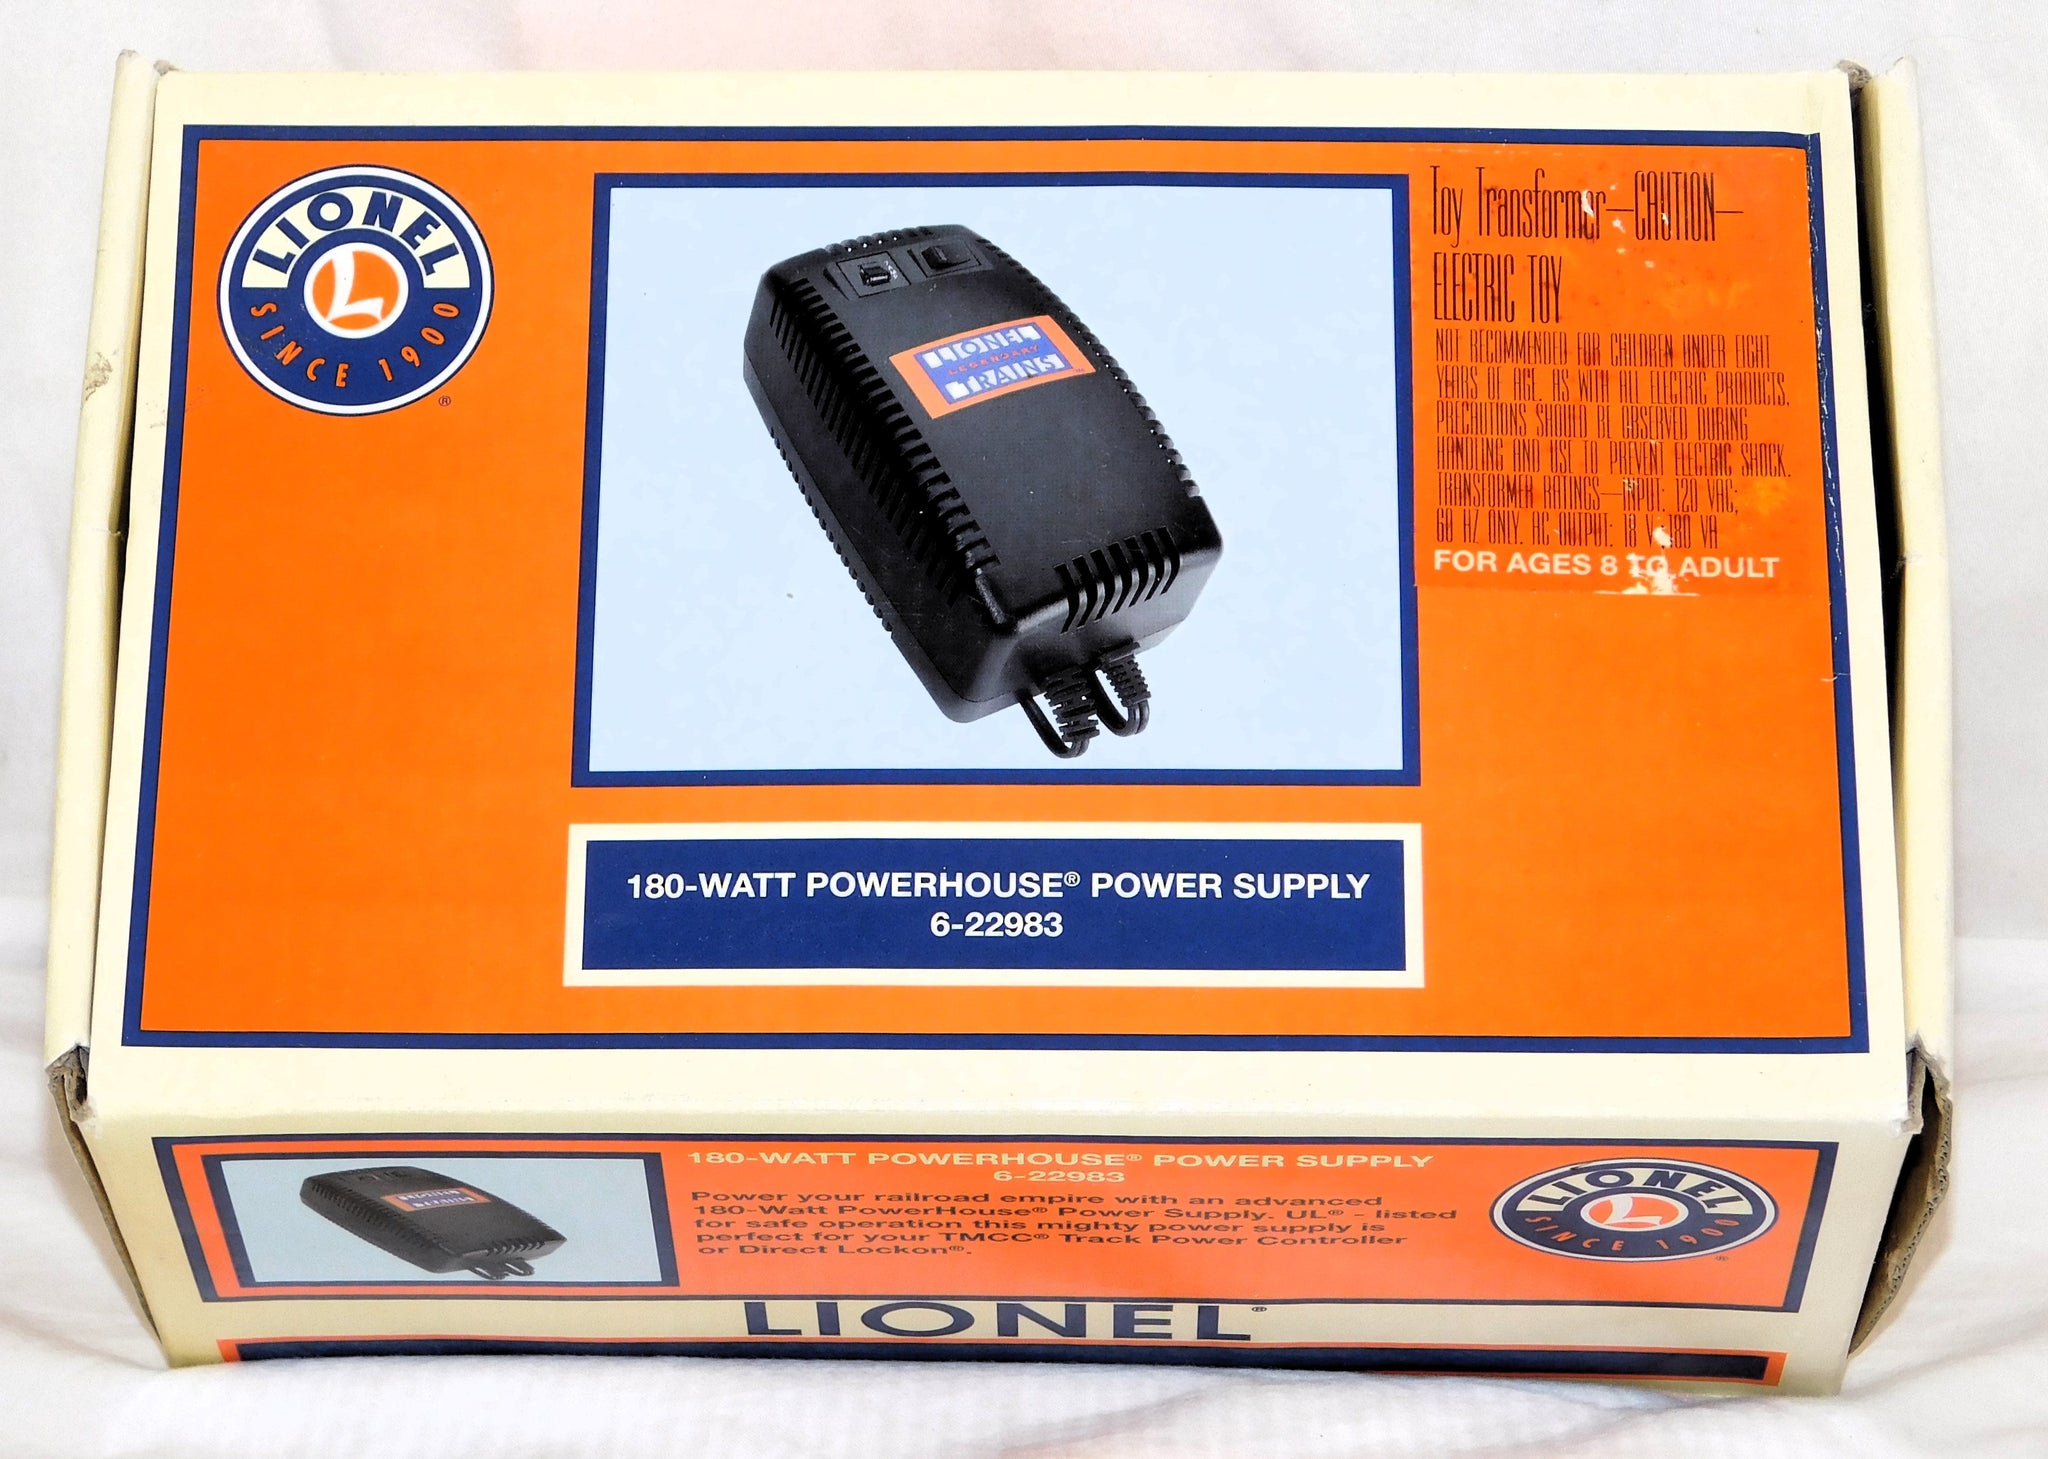 LIONEL
SINCE 1900
®
LIONEL
LEGENDARY
TRAINS
Toy Transformer—CAUTION—
ELECTRIC TOY
NOT RECOMMENDED FOR CHILDREN UNDER EIGHT
YEARS OF AGE. AS WITH ALL ELECTRIC PRODUCTS,
PRECAUTIONS SHOULD BE OBSERVED DURING
HANDLING AND USE TO PREVENT ELECTRIC SHOCK.
TRANSFORMER RATINGS—INPUT: 120 VAC;
60 HZ ONLY. AC OUTPUT: 18 V ; 180 VA
FOR AGES 8 TO ADULT
180-WATT POWERHOUSE® POWER SUPPLY
6-22983
180-WATT POWERHOUSE® POWER SUPPLY
6-22983
Power your railroad empire with an advanced
180-Watt PowerHouse® Power Supply. UL® - listed
for safe operation this mighty power supply is
perfect for your TMCC® Track Power Controller
or Direct Lockon®.
LIONEL
SINCE 1900
®
LIONEL®